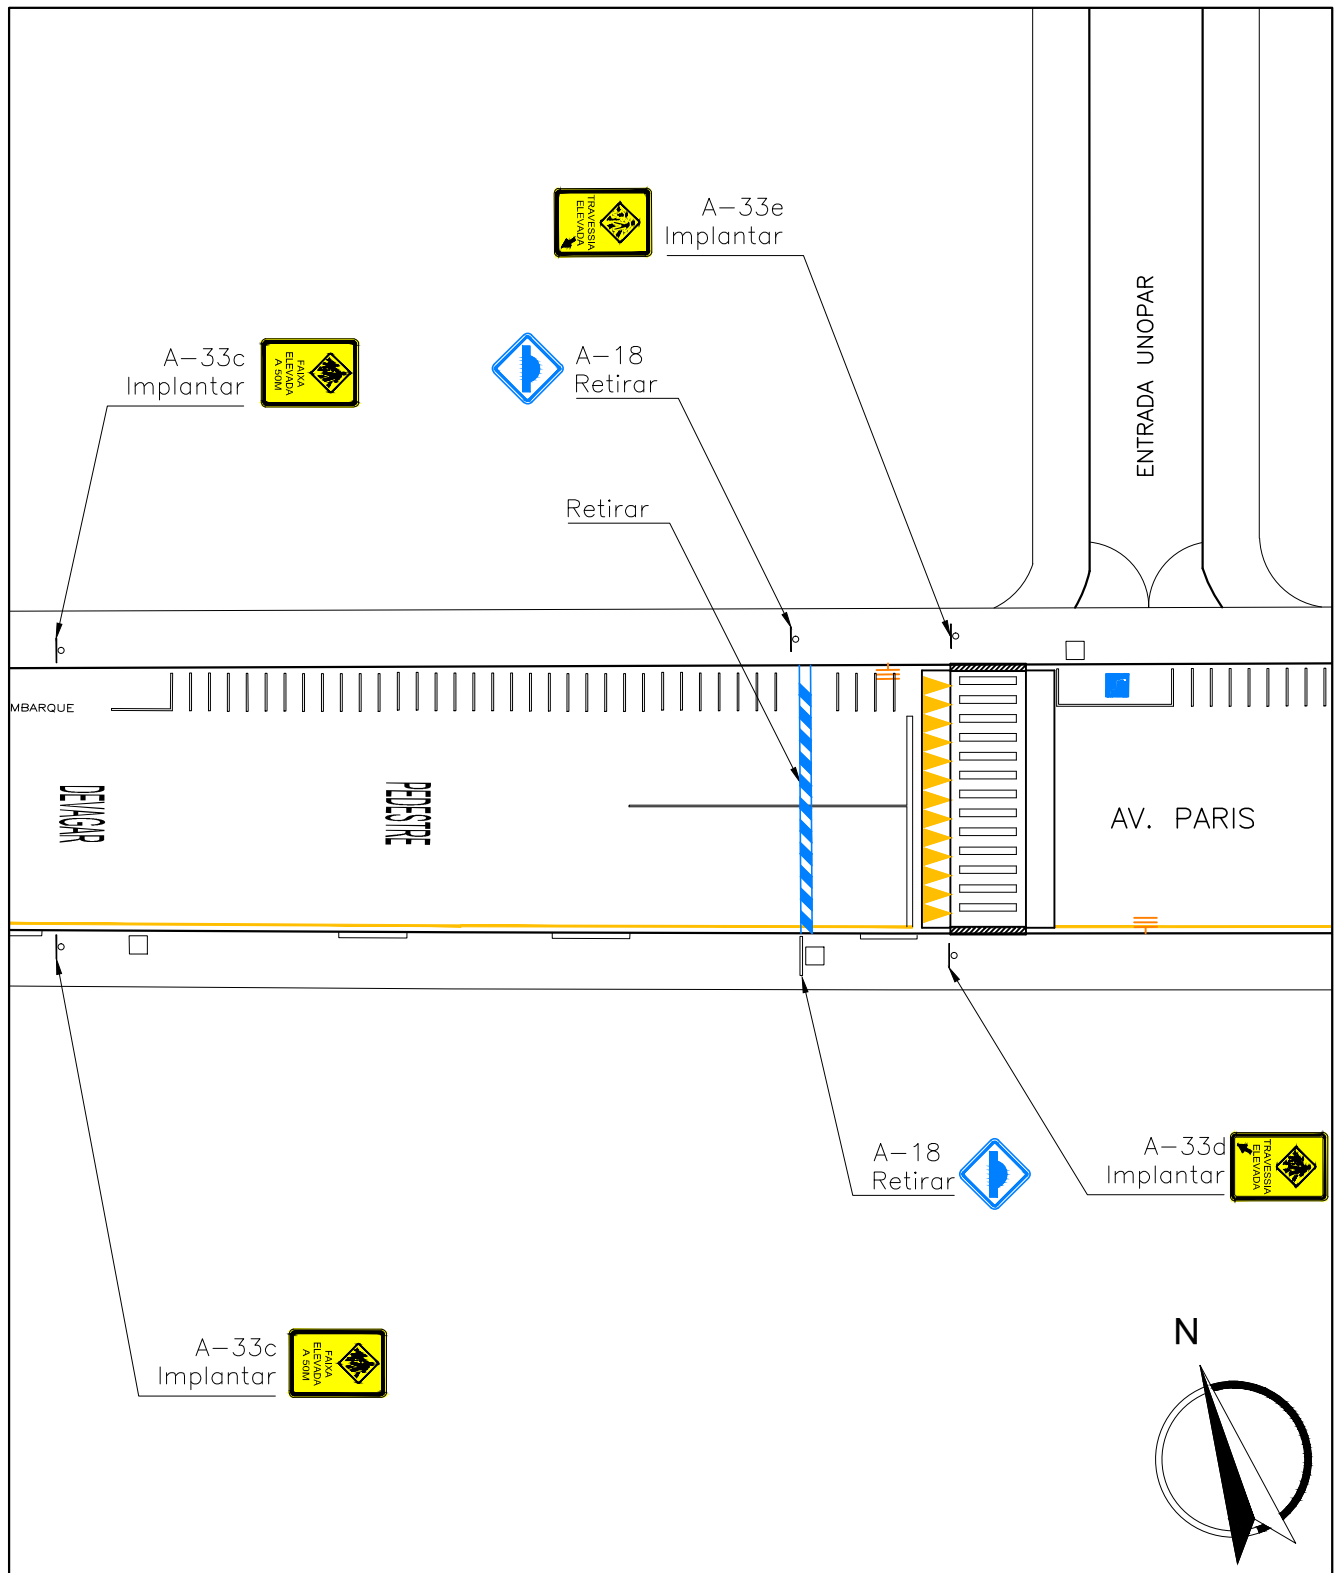 TRAVESSIA
ELEVADA
A-33e
Implantar
A-33c
Implantar
FAIXA
ELEVADA
A 50M
A-18
Retirar
ENTRADA UNOPAR
Retirar
MBARQUE
DEVAGAR
PEDESTRE
AV. PARIS
A-18
Retirar
A-33d
Implantar
TRAVESSIA
ELEVADA
A-33c
Implantar
FAIXA
ELEVADA
A 50M
N